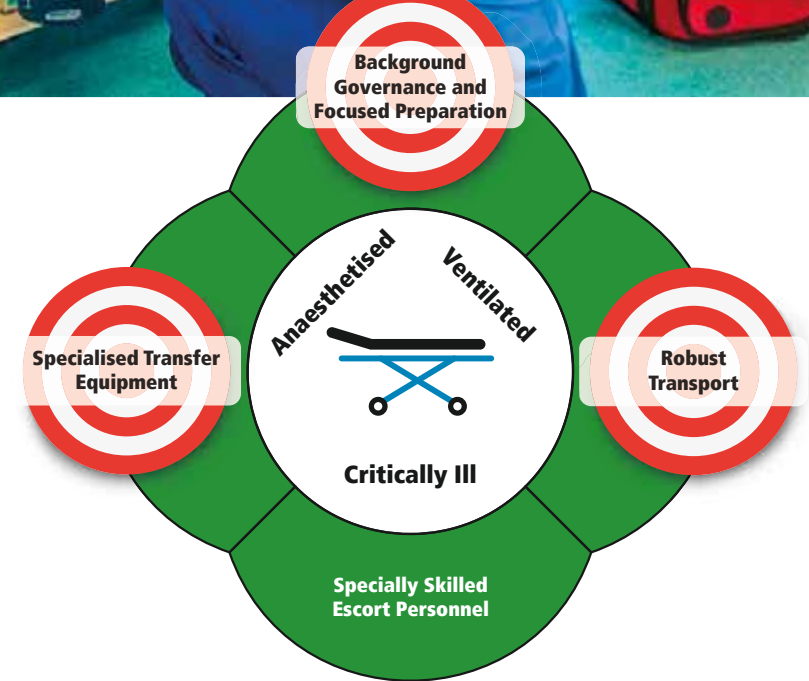 Background
Governance and
Focused Preparation
Anaesthetised
Ventilated
Specialised Transfer
Equipment
Robust
Transport
Critically Ill
Specially Skilled
Escort Personnel